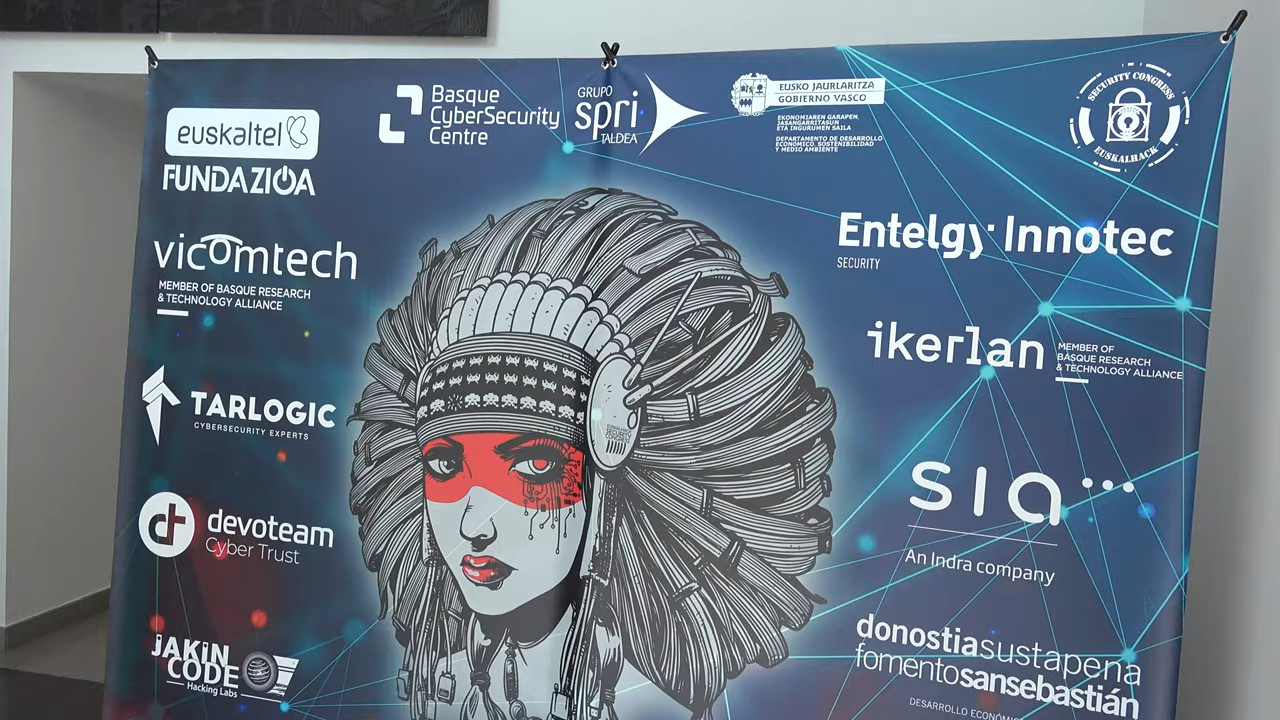 euskaltel
FUNDAZIOA
Basque
CyberSecurity
Centre
GRUPO
spri
TALDEA
EUSKO JAURLARITZA
GOBIERNO VASCO
EKONOMIAREN GARAPEN,
JASANGARRITASUN
ETA INGURUMEN SAILA
DEPARTAMENTO DE DESARROLLO
ECONÓMICO, SOSTENIBILIDAD
Y MEDIO AMBIENTE
SECURITY CONGRESS
EUSKALHACK
vicomtech
MEMBER OF BASQUE RESEARCH
& TECHNOLOGY ALLIANCE
Entelgy Innotec
SECURITY
ikerlan
MEMBER OF
BASQUE RESEARCH
& TECHNOLOGY ALLIANCE
TARLOGIC
CYBERSECURITY EXPERTS
sia
An Indra company
devoteam
Cyber Trust
JAKIN
CODE
Hacking Labs
donostiasustapena
fomentosansebastián
DESARROLLO